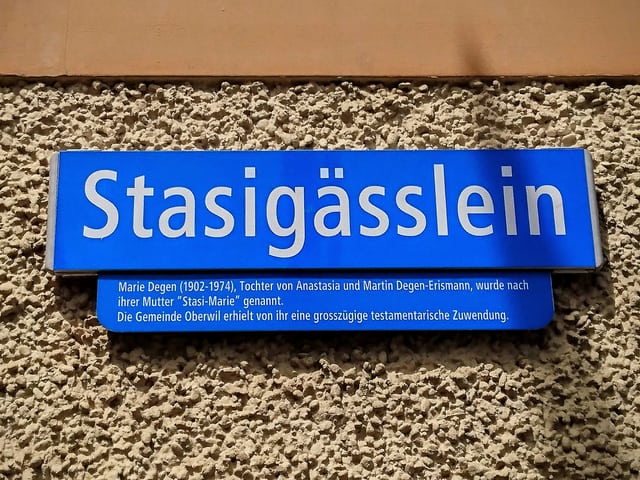 Stasigässlein
Marie Degen (1902-1974), Tochter von Anastasia und Martin Degen-Erismann, wurde nach
ihrer Mutter “Stasi-Marie” genannt.
Die Gemeinde Oberwil erhielt von ihr eine grosszügige testamentarische Zuwendung.